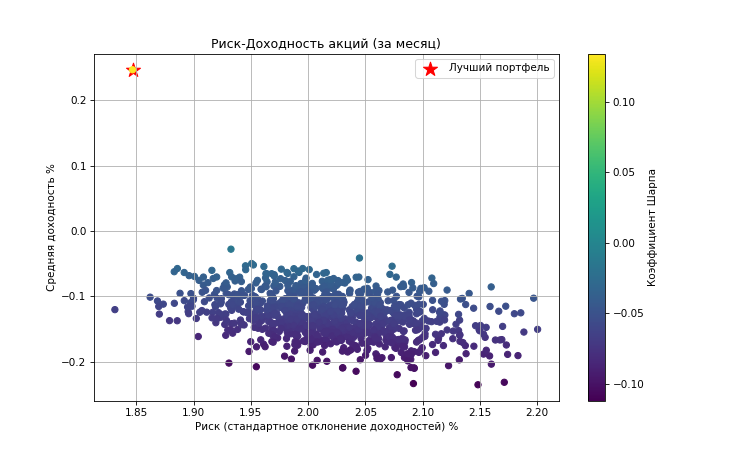 Риск-Доходность акций (за месяц)
Лучший портфель
Средняя доходность %
0.2
0.1
0.0
−0.1
−0.2
1.85 1.90 1.95 2.00 2.05 2.10 2.15 2.20
Риск (стандартное отклонение доходностей) %
0.10
0.05
0.00
−0.05
−0.10
Коэффициент Шарпа